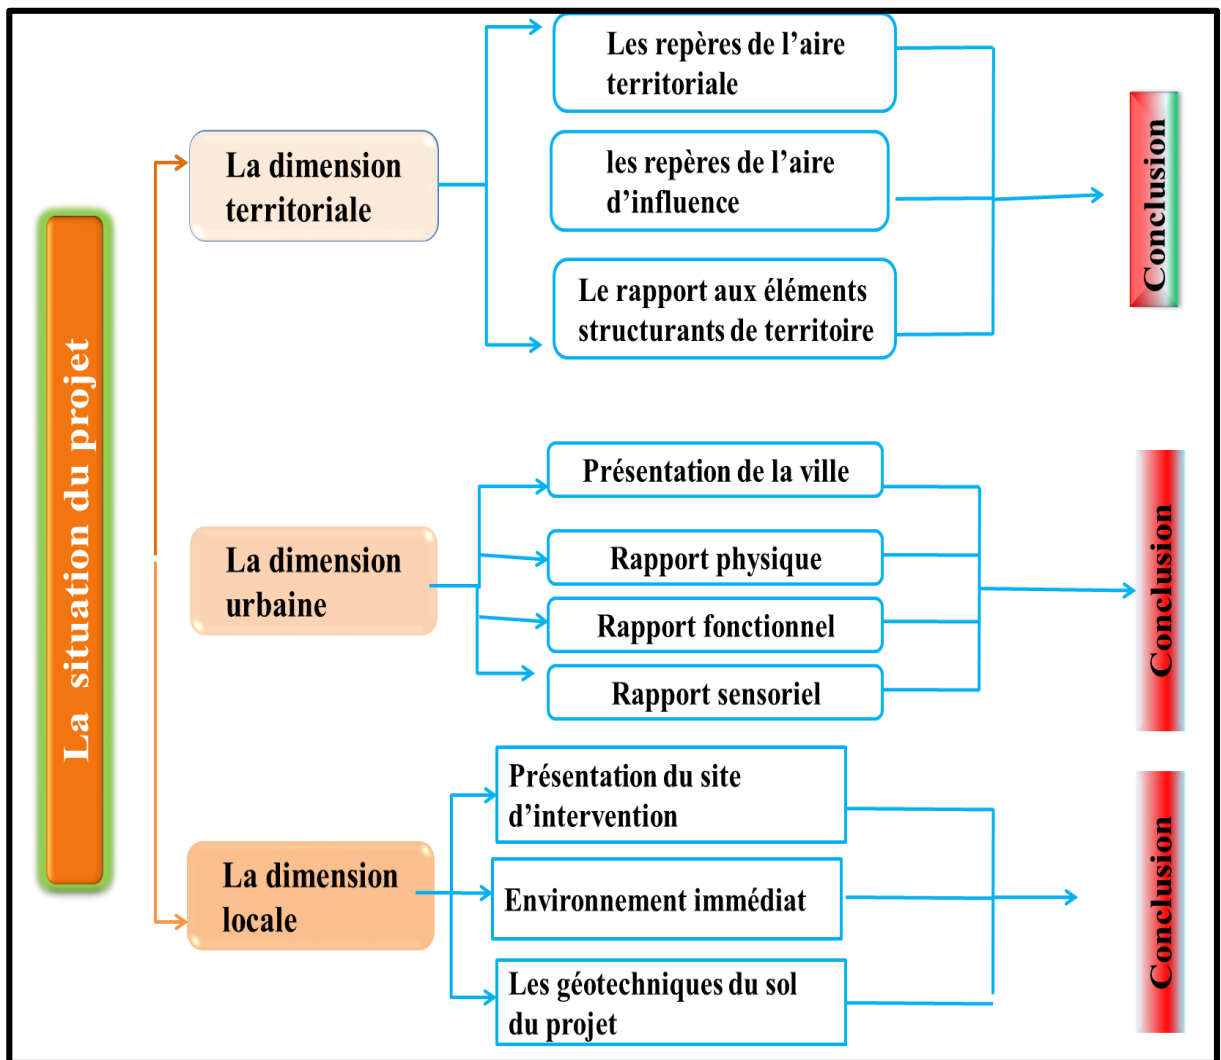 La situation du projet
La dimension
territoriale
Les repères de l’aire
territoriale
les repères de l’aire
d’influence
Le rapport aux éléments
structurants de territoire
Conclusion
La dimension
urbaine
Présentation de la ville
Rapport physique
Rapport fonctionnel
Rapport sensoriel
Conclusion
La dimension
locale
Présentation du site
d’intervention
Environnement immédiat
Les géotechniques du sol
du projet
Conclusion